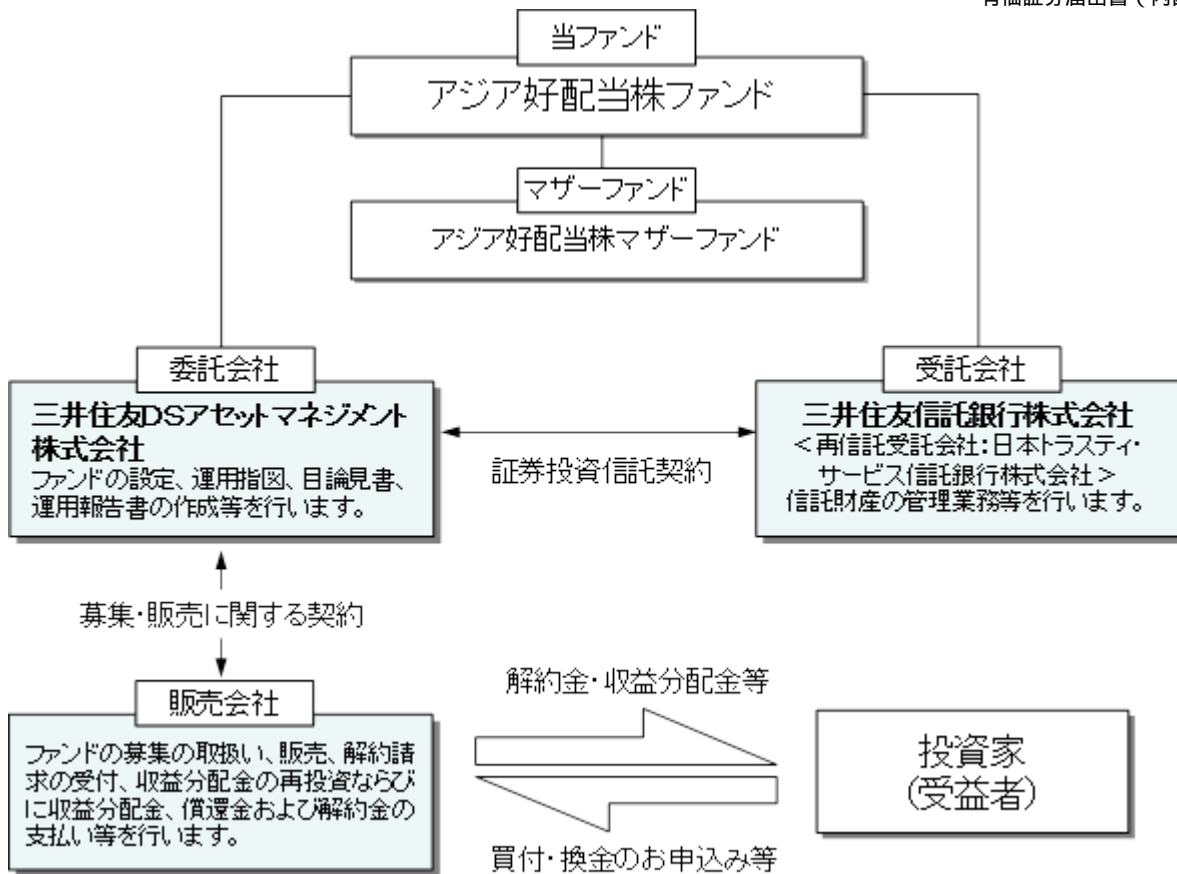 当ファンド
アジア好配当株ファンド
マザーファンド
アジア好配当株マザーファンド
委託会社
三井住友DSアセットマネジメント
株式会社
ファンドの設定、運用指図、目論見書、
運用報告書の作成等を行います。
証券投資信託契約
受託会社
三井住友信託銀行株式会社
<再信託受託会社:日本トラスティ・
サービス信託銀行株式会社>
信託財産の管理業務等を行います。
募集・販売に関する契約
販売会社
ファンドの募集の取扱い、販売、解約請
求の受付、収益分配金の再投資ならび
に収益分配金、償還金および解約金の
支払い等を行います。
解約金・収益分配金等
買付・換金のお申込み等
投資家
(受益者)